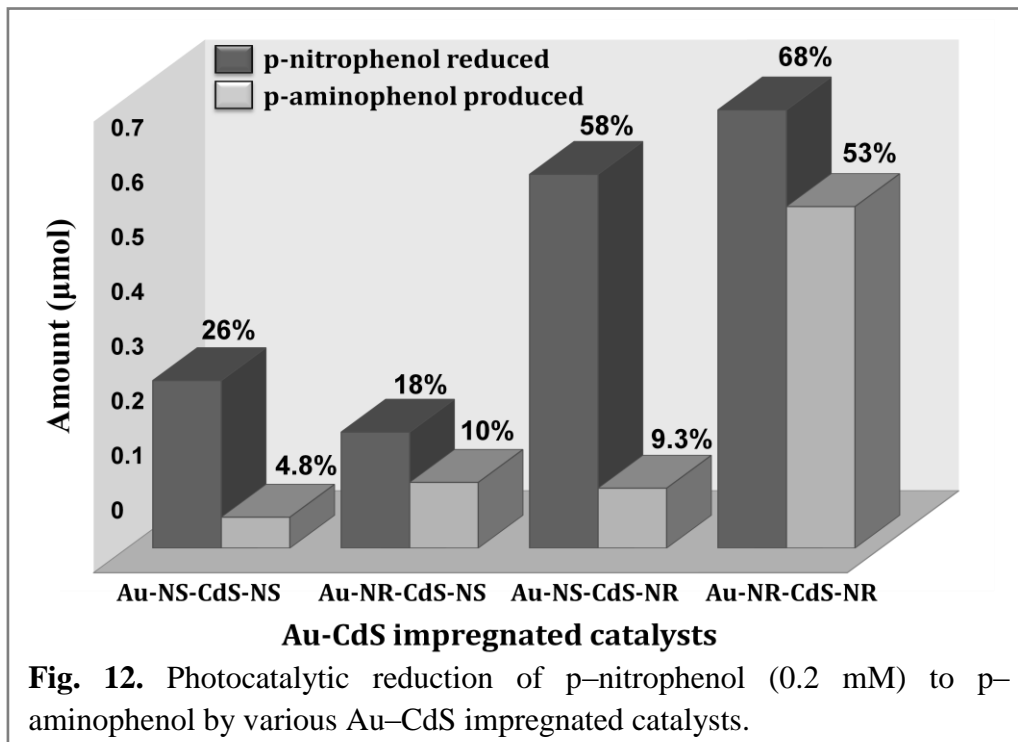 p-nitrophenol reduced
p-aminophenol produced
68%
58%
53%
26%
18%
10%
9.3%
4.8%
0.7
0.6
0.5
0.4
0.3
0.2
0.1
0
Amount (µmol)
Au-NS-CdS-NS Au-NR-CdS-NS Au-NS-CdS-NR Au-NR-CdS-NR
Au-CdS impregnated catalysts
Fig. 12. Photocatalytic reduction of p–nitrophenol (0.2 mM) to p–
aminophenol by various Au–CdS impregnated catalysts.